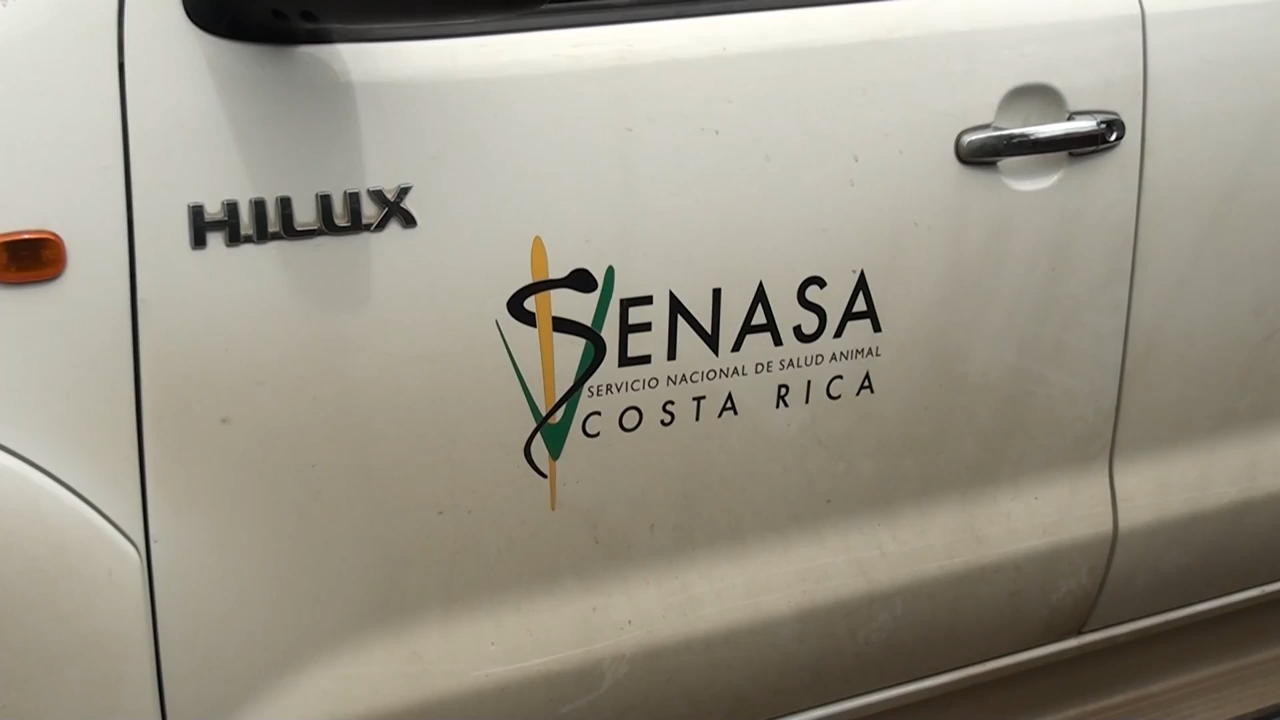 HILUX
SENASA
SERVICIO NACIONAL DE SALUD ANIMAL
COSTA RICA